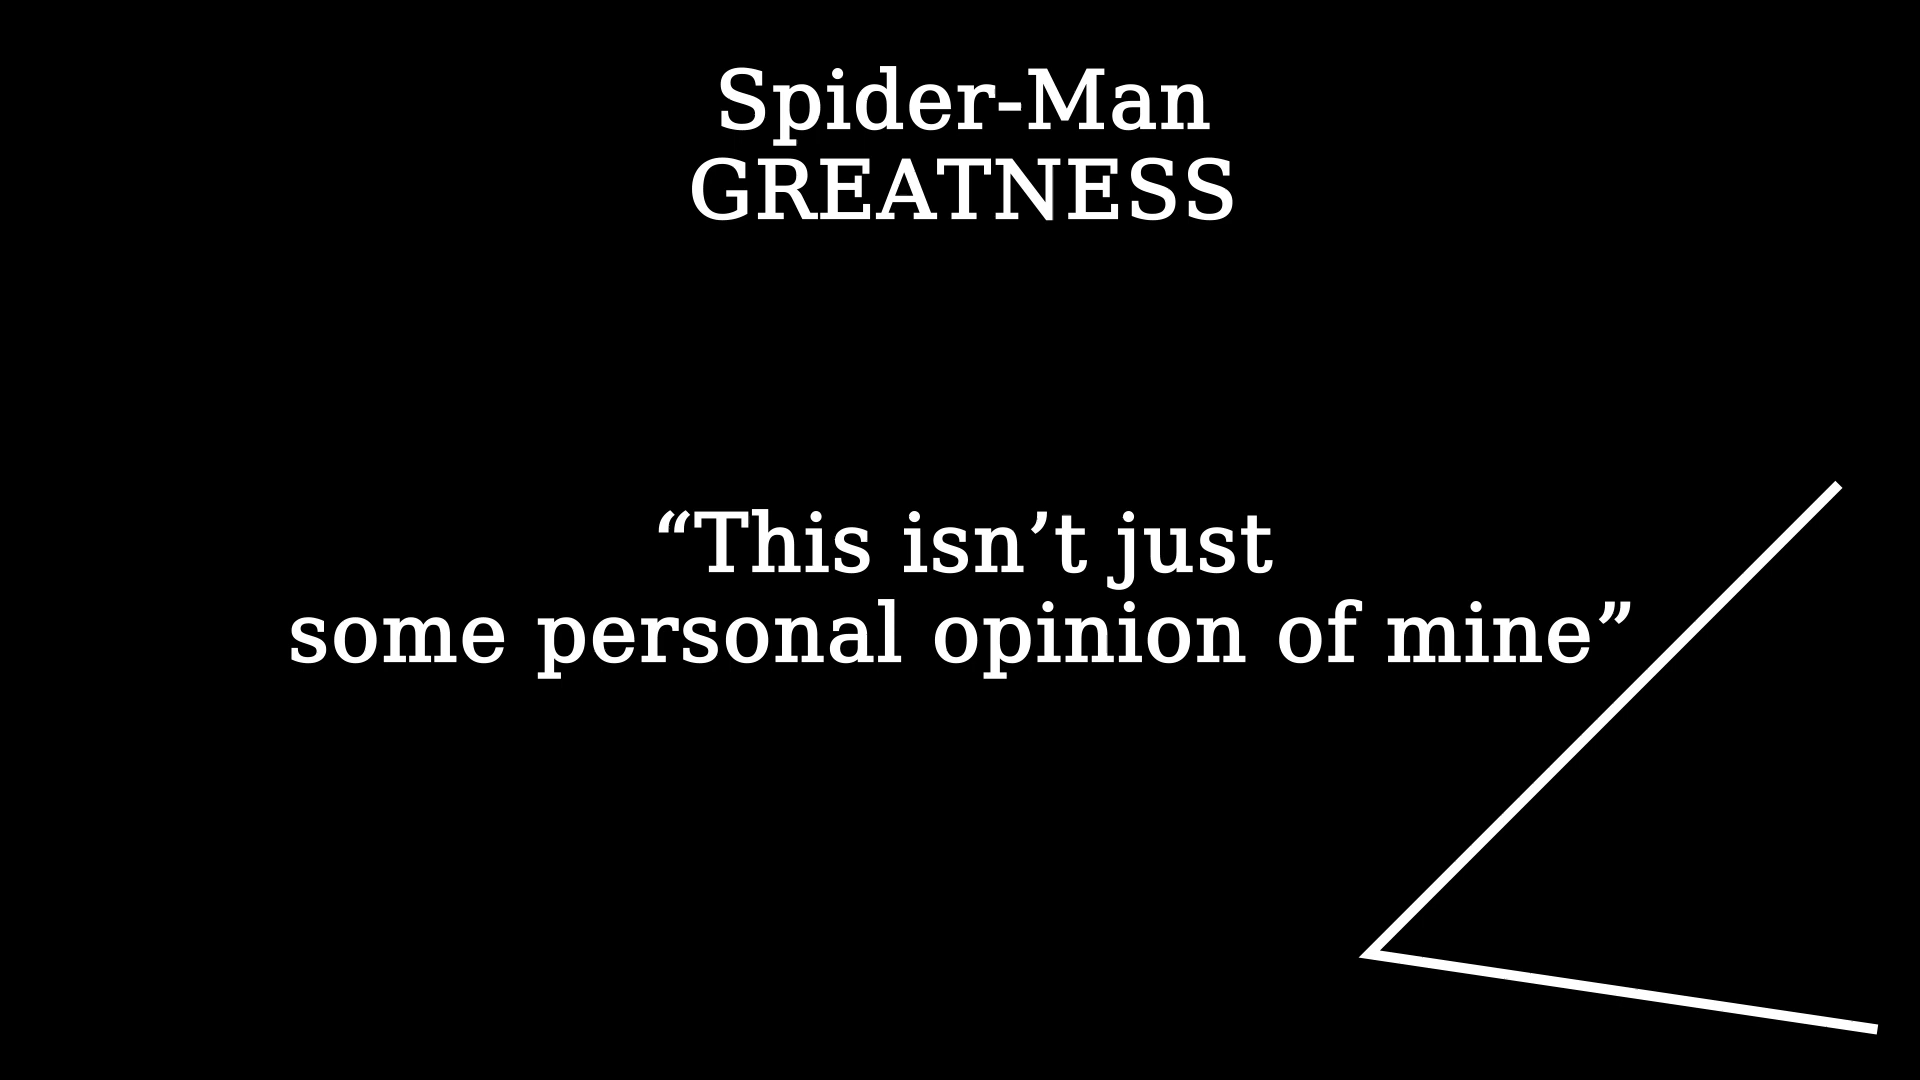 Spider-Man
GREATNESS
“This isn’t just
some personal opinion of mine”